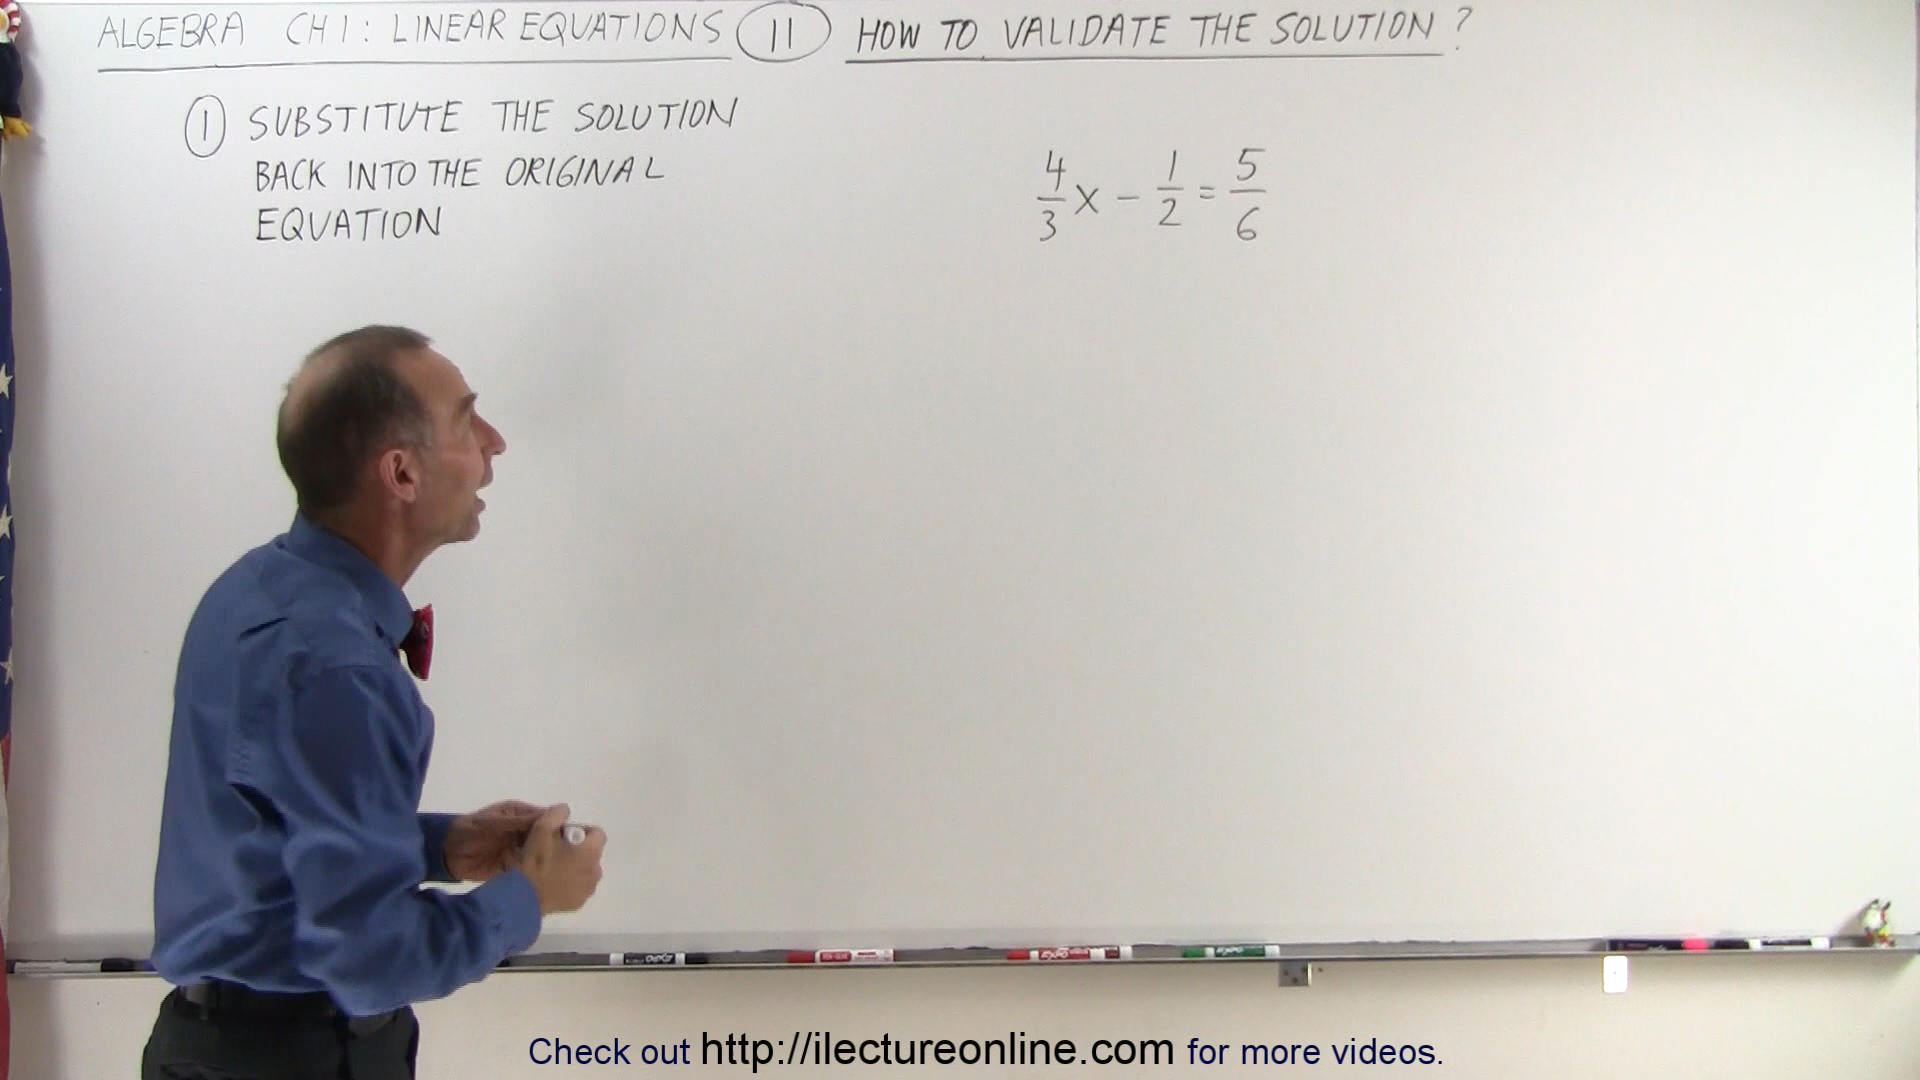 ALGEBRA CH 1: LINEAR EQUATIONS 11 HOW TO VALIDATE THE SOLUTION?
1 SUBSTITUTE THE SOLUTION
BACK INTO THE ORIGINAL
EQUATION
4/3 x - 1/2 = 5/6
Check out http://ilectureonline.com for more videos.